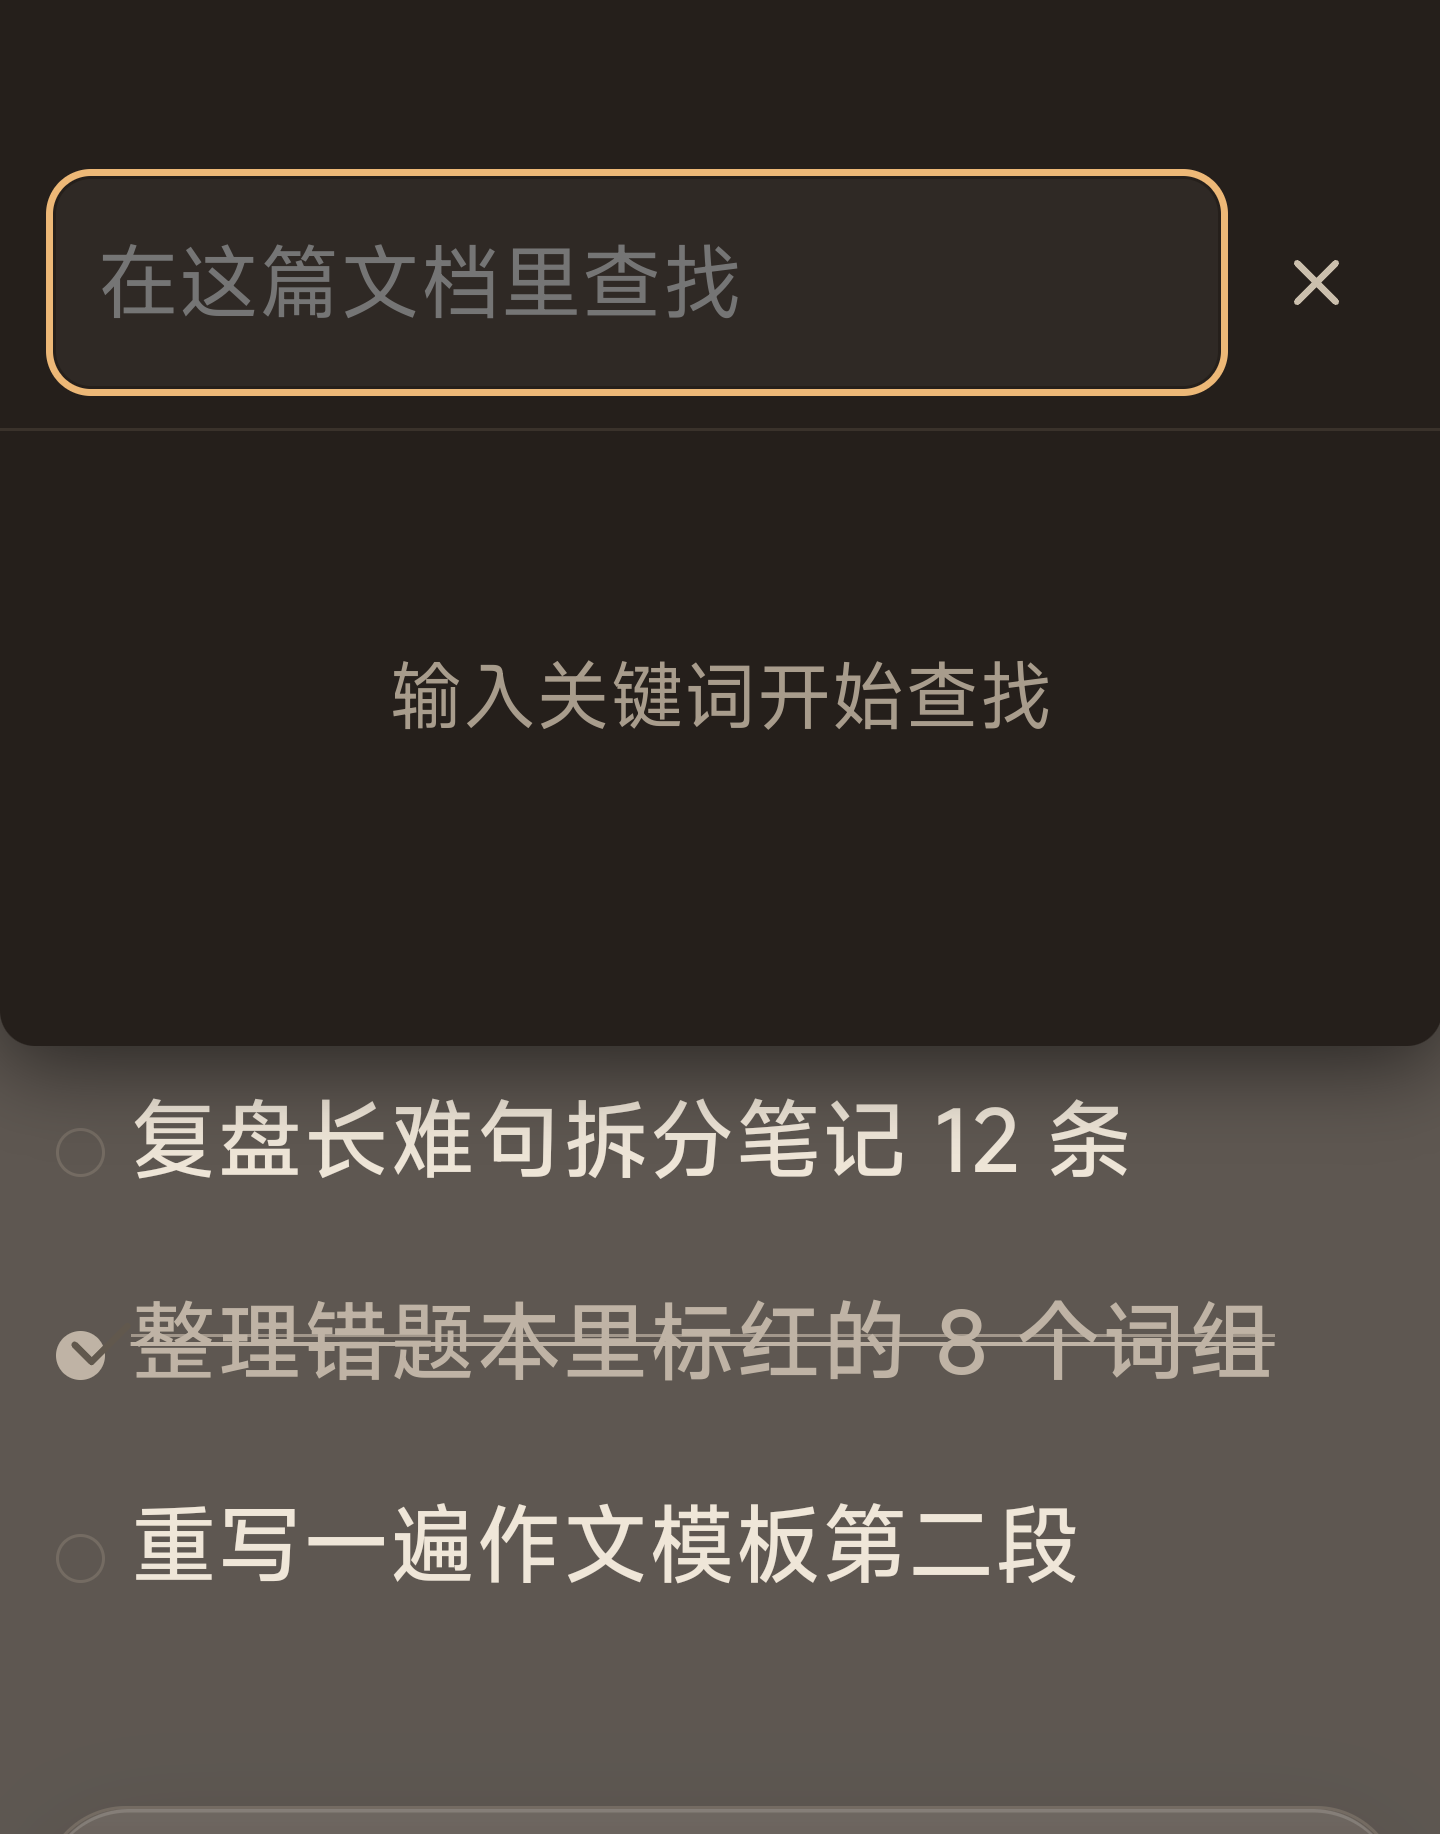 在这篇文档里查找
输入关键词开始查找
复盘长难句拆分笔记 12 条
整理错题本里标红的 8 个词组
重写一遍作文模板第二段